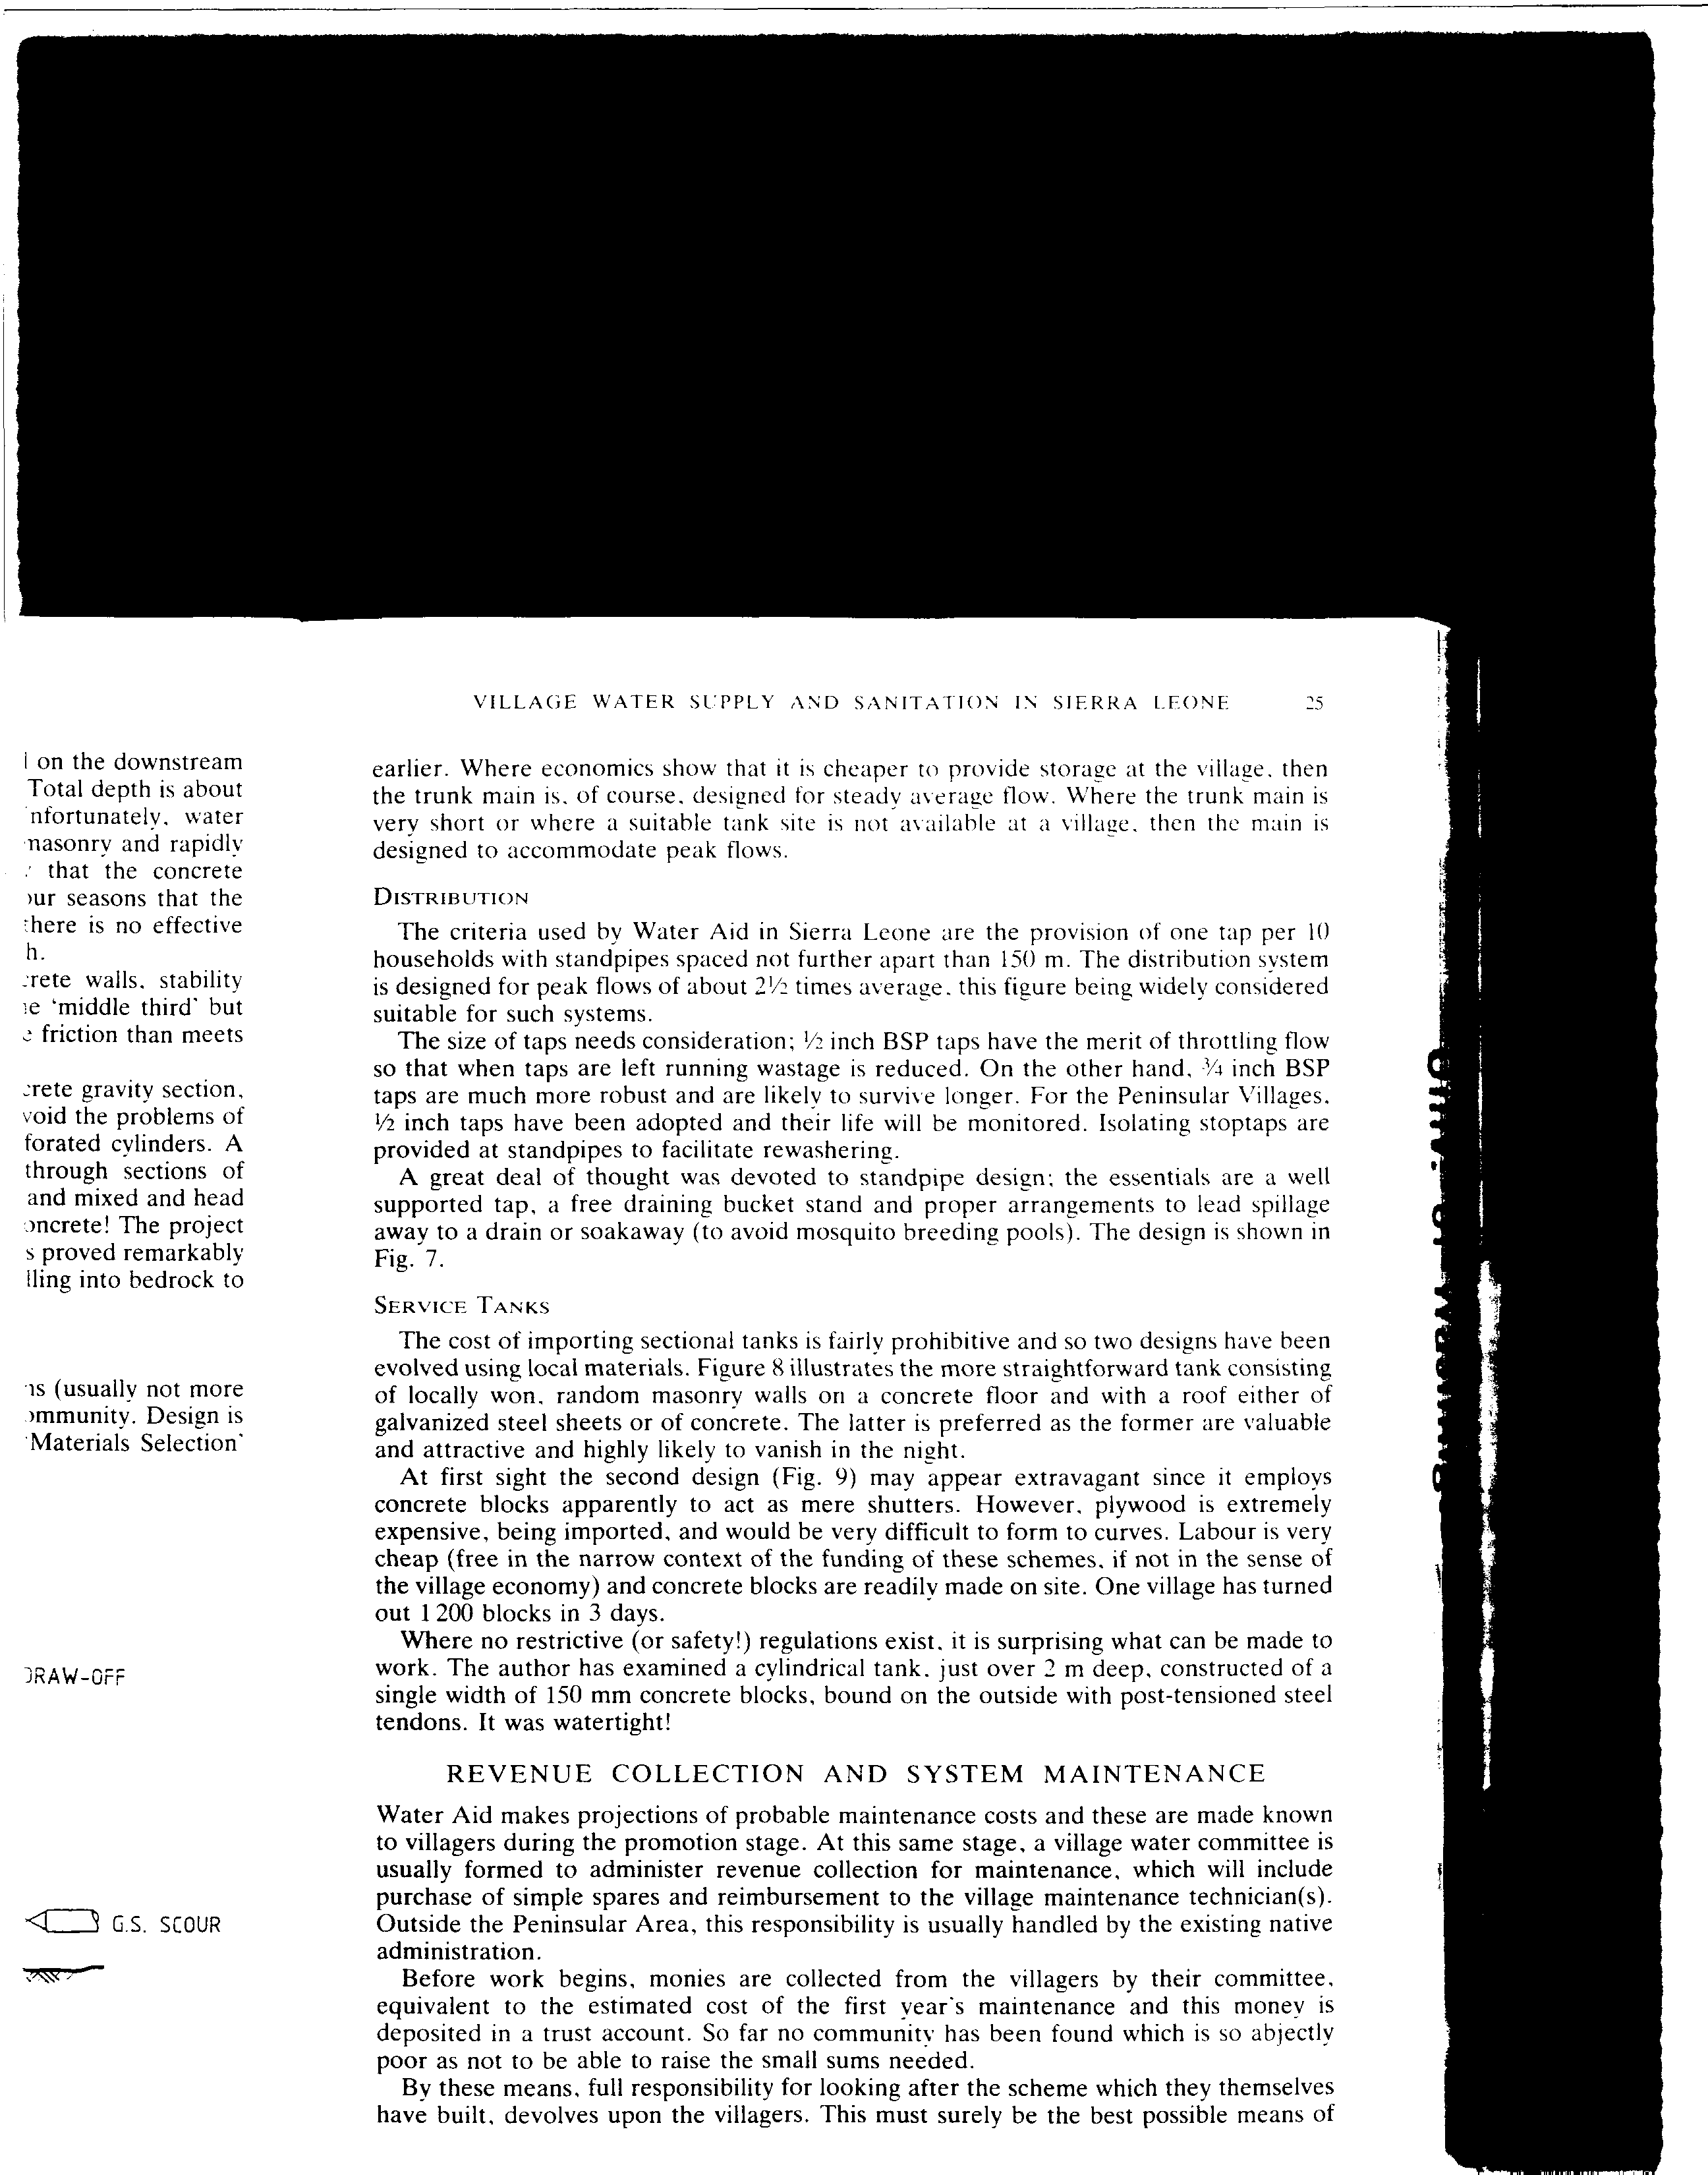 VILLAGE WATER SUPPLY AND SANITATION IN SIERRA LEONE 25
on the downstream
Total depth is about
nfortunately, water
masonry and rapidly
that the concrete
our seasons that the
there is no effective
h.
crete walls, stability
'middle third' but
friction than meets
crete gravity section,
void the problems of
forated cylinders. A
through sections of
and mixed and head
oncrete! The project
s proved remarkably
lling into bedrock to
ns (usually not more
ommunity. Design is
'Materials Selection'
DRAW-OFF
G.S. SCOUR
earlier. Where economics show that it is cheaper to provide storage at the village, then
the trunk main is, of course, designed for steady average flow. Where the trunk main is
very short or where a suitable tank site is not available at a village, then the main is
designed to accommodate peak flows.
DISTRIBUTION
The criteria used by Water Aid in Sierra Leone are the provision of one tap per 10
households with standpipes spaced not further apart than 150 m. The distribution system
is designed for peak flows of about 2½ times average, this figure being widely considered
suitable for such systems.
The size of taps needs consideration; ½ inch BSP taps have the merit of throttling flow
so that when taps are left running wastage is reduced. On the other hand, ¾ inch BSP
taps are much more robust and are likely to survive longer. For the Peninsular Villages,
½ inch taps have been adopted and their life will be monitored. Isolating stoptaps are
provided at standpipes to facilitate rewashering.
A great deal of thought was devoted to standpipe design; the essentials are a well
supported tap, a free draining bucket stand and proper arrangements to lead spillage
away to a drain or soakaway (to avoid mosquito breeding pools). The design is shown in
Fig. 7.
SERVICE TANKS
The cost of importing sectional tanks is fairly prohibitive and so two designs have been
evolved using local materials. Figure 8 illustrates the more straightforward tank consisting
of locally won, random masonry walls on a concrete floor and with a roof either of
galvanized steel sheets or of concrete. The latter is preferred as the former are valuable
and attractive and highly likely to vanish in the night.
At first sight the second design (Fig. 9) may appear extravagant since it employs
concrete blocks apparently to act as mere shutters. However, plywood is extremely
expensive, being imported, and would be very difficult to form to curves. Labour is very
cheap (free in the narrow context of the funding of these schemes, if not in the sense of
the village economy) and concrete blocks are readily made on site. One village has turned
out 1 200 blocks in 3 days.
Where no restrictive (or safety!) regulations exist, it is surprising what can be made to
work. The author has examined a cylindrical tank, just over 2 m deep, constructed of a
single width of 150 mm concrete blocks, bound on the outside with post-tensioned steel
tendons. It was watertight!
REVENUE COLLECTION AND SYSTEM MAINTENANCE
Water Aid makes projections of probable maintenance costs and these are made known
to villagers during the promotion stage. At this same stage, a village water committee is
usually formed to administer revenue collection for maintenance, which will include
purchase of simple spares and reimbursement to the village maintenance technician(s).
Outside the Peninsular Area, this responsibility is usually handled by the existing native
administration.
Before work begins, monies are collected from the villagers by their committee,
equivalent to the estimated cost of the first year's maintenance and this money is
deposited in a trust account. So far no community has been found which is so abjectly
poor as not to be able to raise the small sums needed.
By these means, full responsibility for looking after the scheme which they themselves
have built, devolves upon the villagers. This must surely be the best possible means of